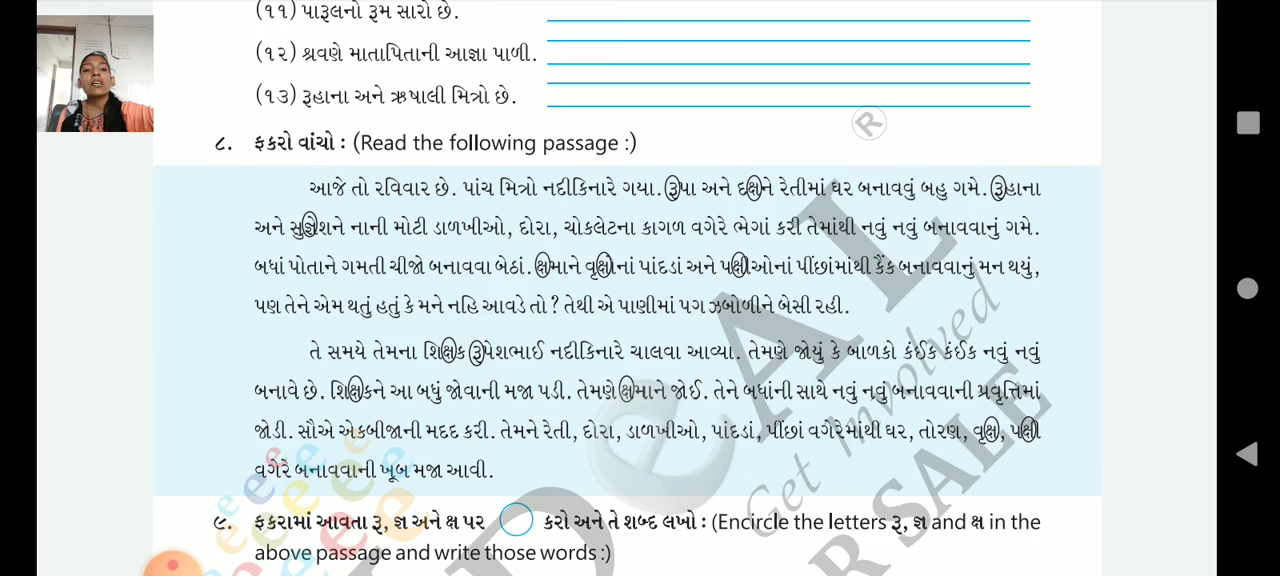 (૧૧) પારૂલનો રૂમ સારો છે.
(૧૨) શ્રવણે માતાપિતાની આજ્ઞા પાળી.
(૧૩) રૂહાના અને ઋષાલી મિત્રો છે.
®
૮. ફકરો વાંચો : (Read the following passage :)
આજે તો રવિવાર છે. પાંચ મિત્રો નદીકિનારે ગયા. રૂપા અને દક્ષને રેતીમાં ઘર બનાવવું બહુ ગમે. રૂહાના
અને સુજ્ઞેશને નાની મોટી ડાળખીઓ, દોરા, ચોકલેટના કાગળ વગેરે ભેગાં કરી તેમાંથી નવું નવું બનાવવાનું ગમે.
બધાં પોતાને ગમતી ચીજો બનાવવા બેઠાં. ક્ષમાને વૃક્ષોનાં પાંદડાં અને પક્ષીઓનાં પીંછાંમાંથી કૈંક બનાવવાનું મન થયું,
પણ તેને એમ થતું હતું કે મને નહિ આવડે તો ? તેથી એ પાણીમાં પગ ઝબોળીને બેસી રહી.
તે સમયે તેમના શિક્ષક રૂપેશભાઈ નદીકિનારે ચાલવા આવ્યા. તેમણે જોયું કે બાળકો કંઈક કંઈક નવું નવું
બનાવે છે. શિક્ષકને આ બધું જોવાની મજા પડી. તેમણે ક્ષમાને જોઈ. તેને બધાંની સાથે નવું નવું બનાવવાની પ્રવૃત્તિમાં
જોડી. સૌએ એકબીજાની મદદ કરી. તેમને રેતી, દોરા, ડાળખીઓ, પાંદડાં, પીંછાં વગેરેમાંથી ઘર, તોરણ, વૃક્ષ, પક્ષી
વગેરે બનાવવાની ખૂબ મજા આવી.
Get Involved
૯. ફકરામાં આવતા રૂ, જ્ઞ અને ક્ષ પર કરો અને તે શબ્દ લખો : (Encircle the letters રૂ, જ્ઞ and ક્ષ in the
above passage and write those words :)